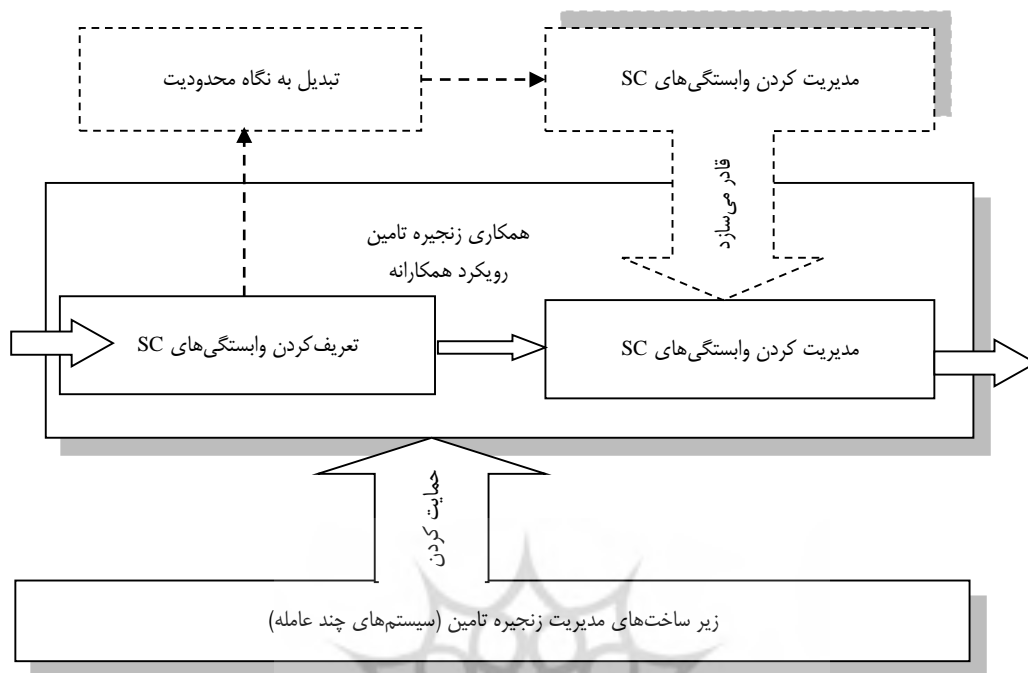 تبدیل به نگاه محدودیت
مدیریت کردن وابستگی‌های SC
قادر می‌سازد
همکاری زنجیره تامین
رویکرد همکارانه
تعریف‌کردن وابستگی‌های SC
مدیریت کردن وابستگی‌های SC
حمایت کردن
زیر ساخت‌های مدیریت زنجیره تامین (سیستم‌های چند عامله)